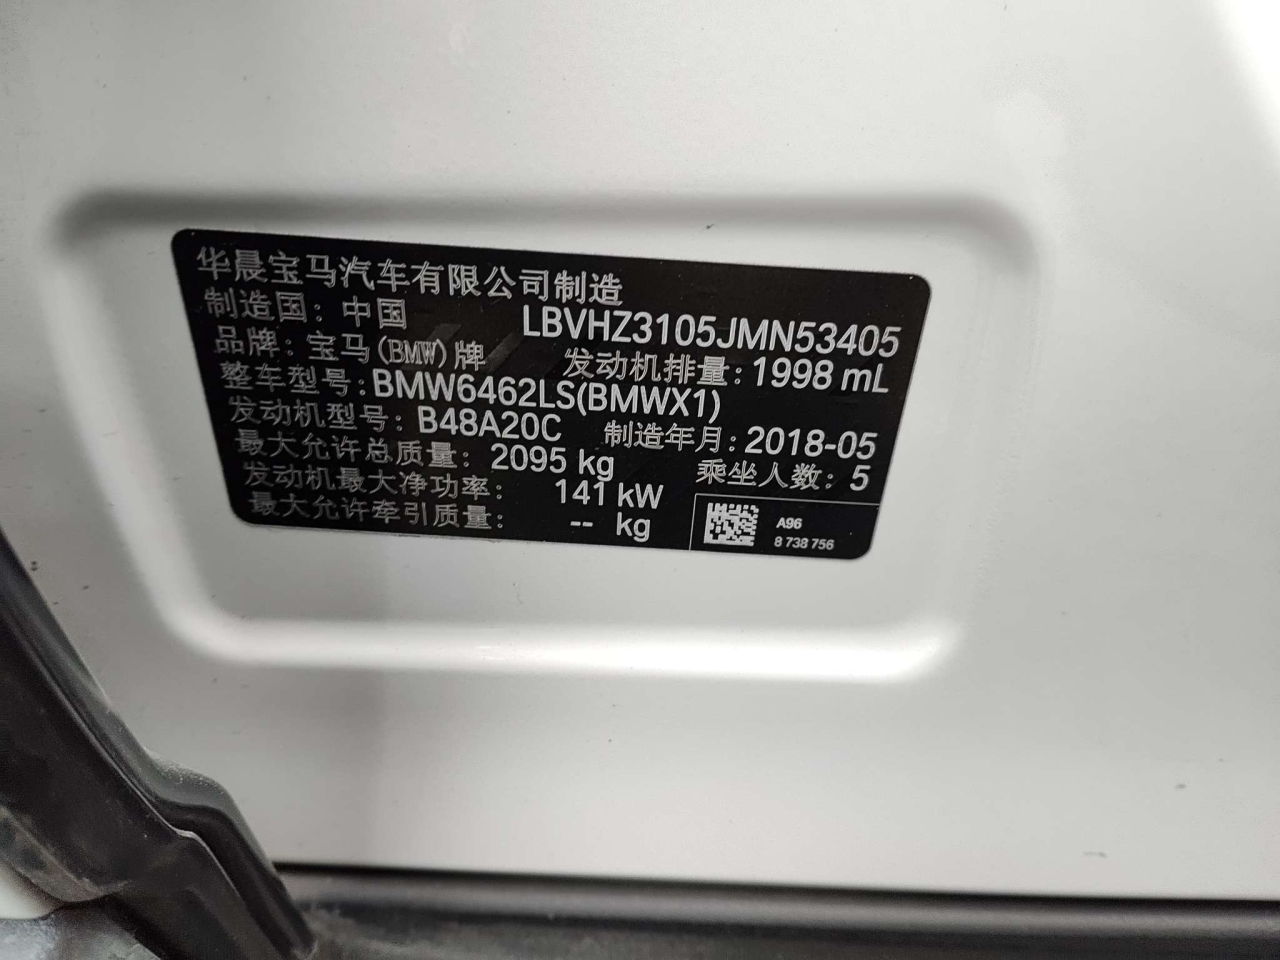 华晨宝马汽车有限公司制造
制造国：中国 LBVHZ3105JMN53405
品牌：宝马(BMW)牌 发动机排量：1998 mL
整车型号：BMW6462LS(BMWX1)
发动机型号：B48A20C 制造年月：2018-05
最大允许总质量：2095 kg 乘坐人数：5
发动机最大净功率：141 kW
最大允许牵引质量：-- kg
A96
8 738 756